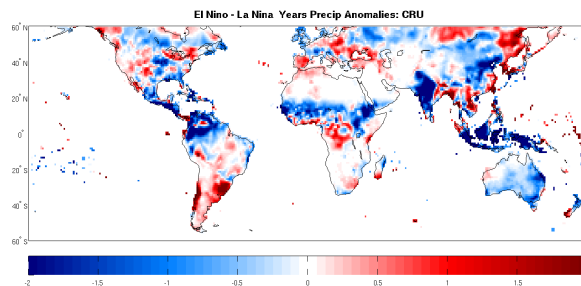 El Nino - La Nina Years Precip Anomalies: CRU
60° N
40° N
20° N
0°
20° S
40° S
60° S
-2 -1.5 -1 -0.5 0 0.5 1 1.5